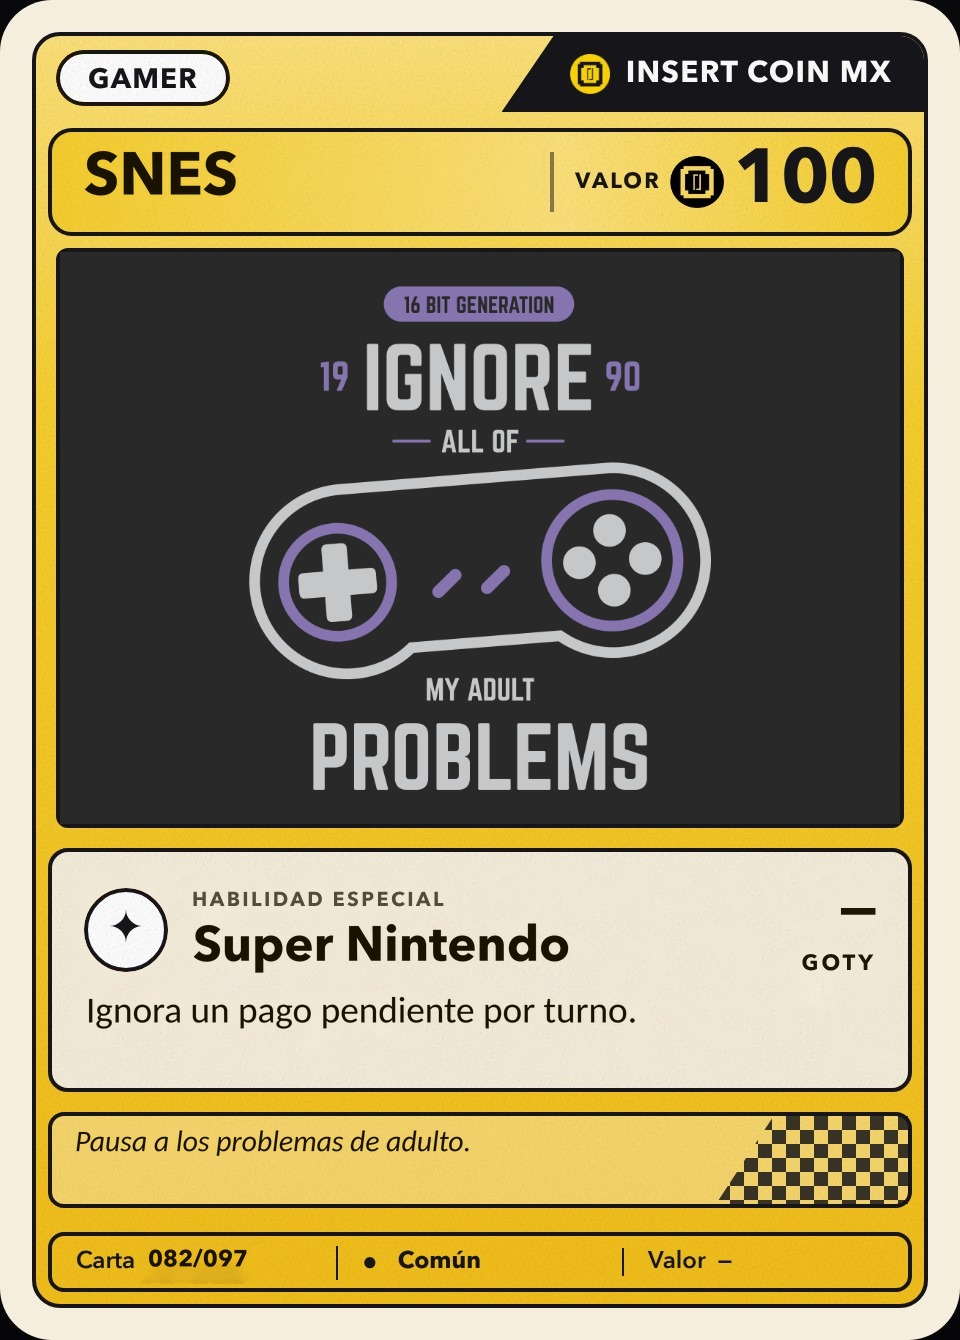 GAMER
INSERT COIN MX
SNES
VALOR 100
16 BIT GENERATION
19 IGNORE 90
ALL OF
MY ADULT
PROBLEMS
HABILIDAD ESPECIAL
Super Nintendo
—
GOTY
Ignora un pago pendiente por turno.
Pausa a los problemas de adulto.
Carta 082/097 • Común Valor –